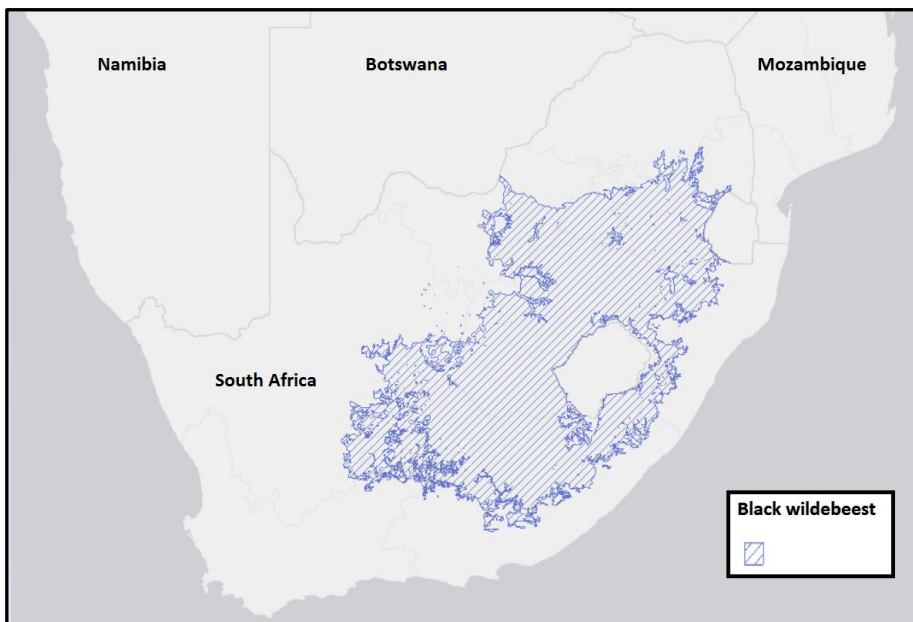 Namibia
Botswana
Mozambique
South Africa
Black wildebeest